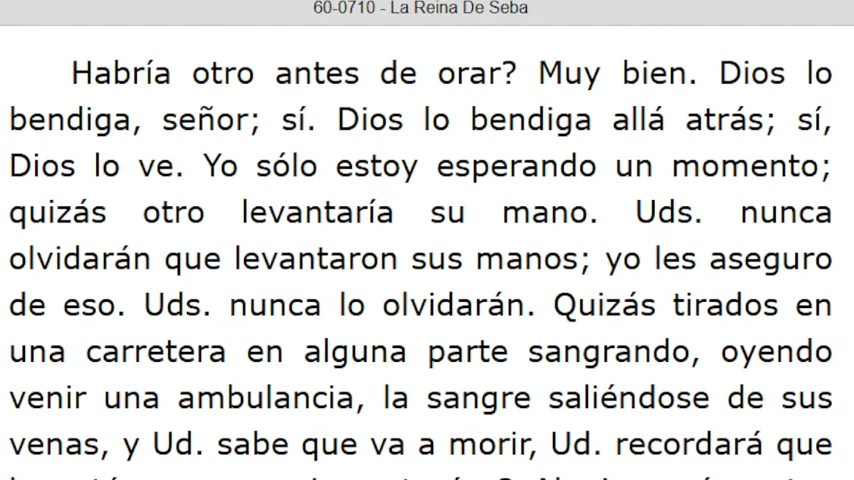 60-0710 - La Reina De Seba
Habría otro antes de orar? Muy bien. Dios lo
bendiga, señor; sí. Dios lo bendiga allá atrás; sí,
Dios lo ve. Yo sólo estoy esperando un momento;
quizás otro levantaría su mano. Uds. nunca
olvidarán que levantaron sus manos; yo les aseguro
de eso. Uds. nunca lo olvidarán. Quizás tirados en
una carretera en alguna parte sangrando, oyendo
venir una ambulancia, la sangre saliéndose de sus
venas, y Ud. sabe que va a morir, Ud. recordará que